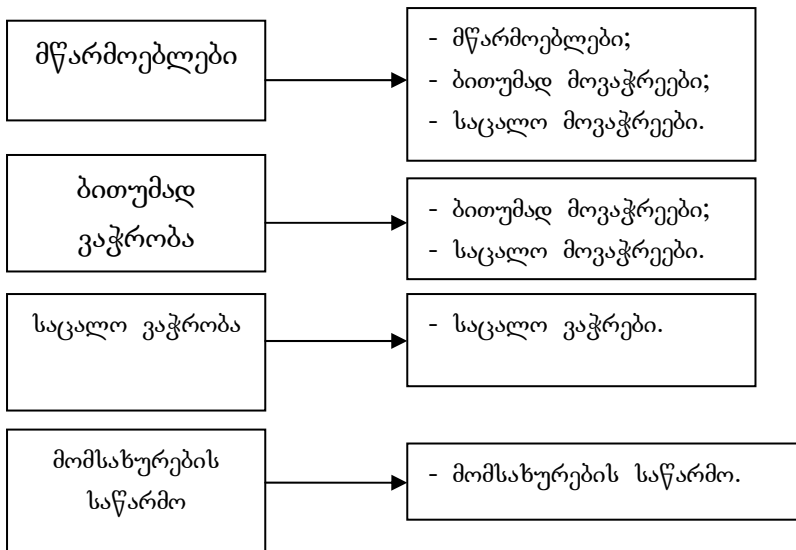 მწარმოებლები
- მწარმოებლები;
- ბითუმად მოვაჭრეები;
- საცალო მოვაჭრეები.
ბითუმად
ვაჭრობა
- ბითუმად მოვაჭრეები;
- საცალო მოვაჭრეები.
საცალო ვაჭრობა
- საცალო ვაჭრები.
მომსახურების
საწარმო
- მომსახურების საწარმო.